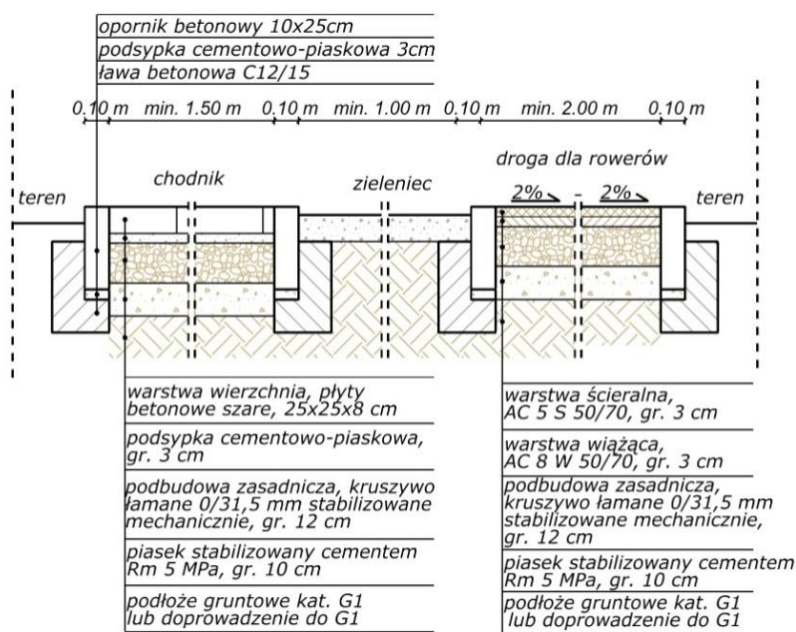 opornik betonowy 10x25cm
podsypka cementowo-piaskowa 3cm
ława betonowa C12/15
0.10 m min. 1.50 m 0.10 m min. 1.00 m 0.10 m min. 2.00 m 0.10 m
droga dla rowerów
chodnik zieleniec
teren 2% - 2% teren
warstwa wierzchnia, płyty
betonowe szare, 25x25x8 cm
podsypka cementowo-piaskowa,
gr. 3 cm
podbudowa zasadnicza, kruszywo
łamane 0/31,5 mm stabilizowane
mechanicznie, gr. 12 cm
piasek stabilizowany cementem
Rm 5 MPa, gr. 10 cm
podłoże gruntowe kat. G1
lub doprowadzenie do G1
warstwa ścieralna,
AC 5 S 50/70, gr. 3 cm
warstwa wiążąca,
AC 8 W 50/70, gr. 3 cm
podbudowa zasadnicza,
kruszywo łamane 0/31,5 mm
stabilizowane mechanicznie,
gr. 12 cm
piasek stabilizowany cementem
Rm 5 MPa, gr. 10 cm
podłoże gruntowe kat. G1
lub doprowadzenie do G1